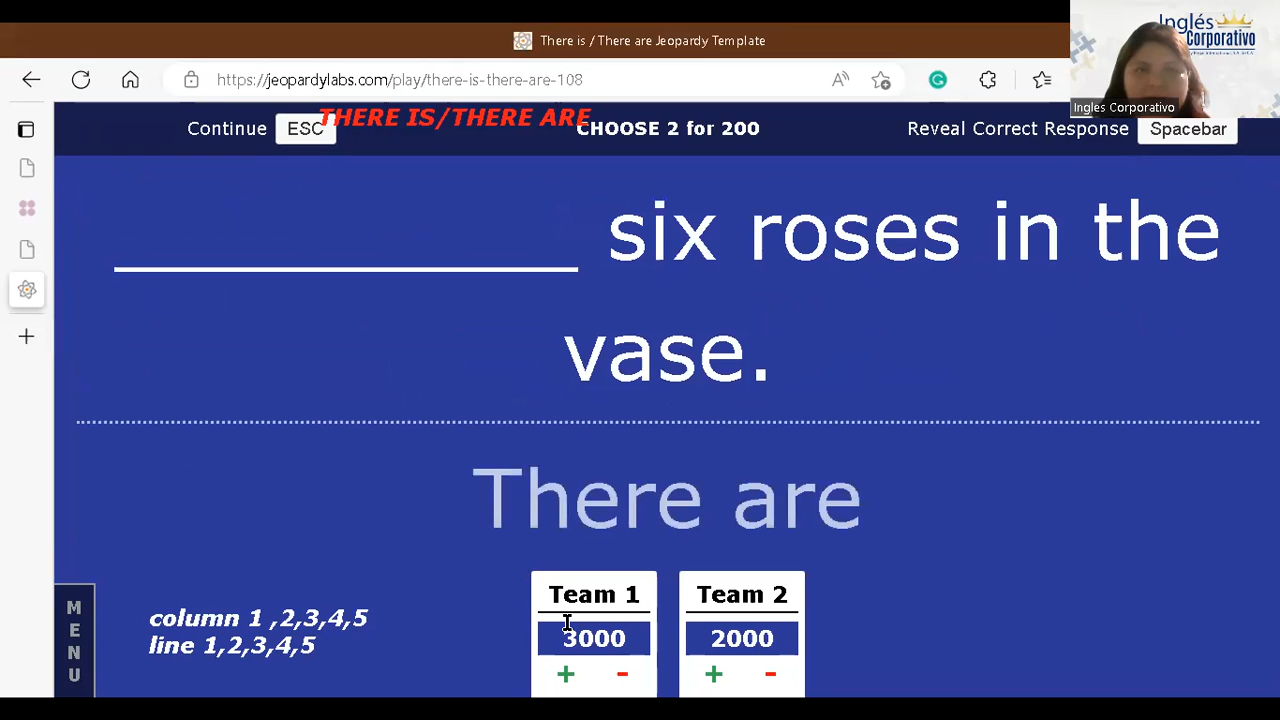 Inglés
Corporativo
Ingles Corporativo
There is / There are Jeopardy Template
https://jeopardylabs.com/play/there-is-there-are-108
THERE IS/THERE ARE
Continue ESC CHOOSE 2 for 200 Reveal Correct Response Spacebar
______________ six roses in the
vase.
There are
Team 1 Team 2
3000 2000
+ - + -
column 1 ,2,3,4,5
line 1,2,3,4,5
MENU